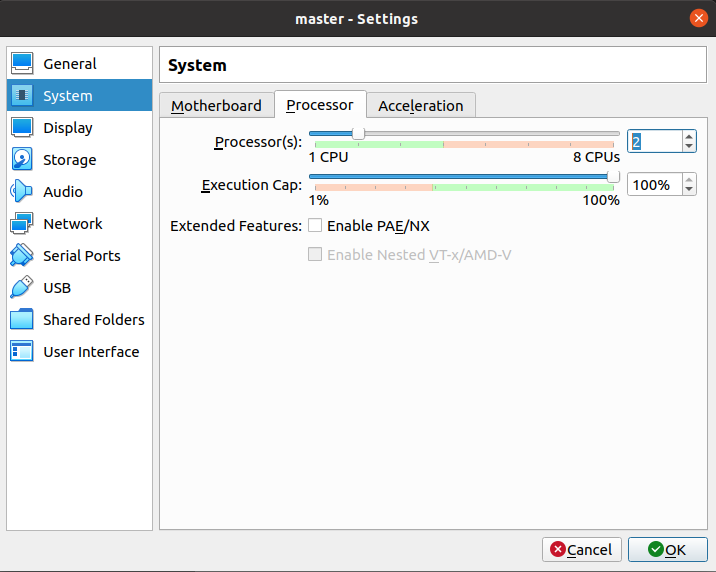 master - Settings
General
System
Display
Storage
Audio
Network
Serial Ports
USB
Shared Folders
User Interface
System
Motherboard Processor Acceleration
Processor(s): 2
1 CPU 8 CPUs
Execution Cap: 100%
1% 100%
Extended Features: Enable PAE/NX
Enable Nested VT-x/AMD-V
Cancel OK